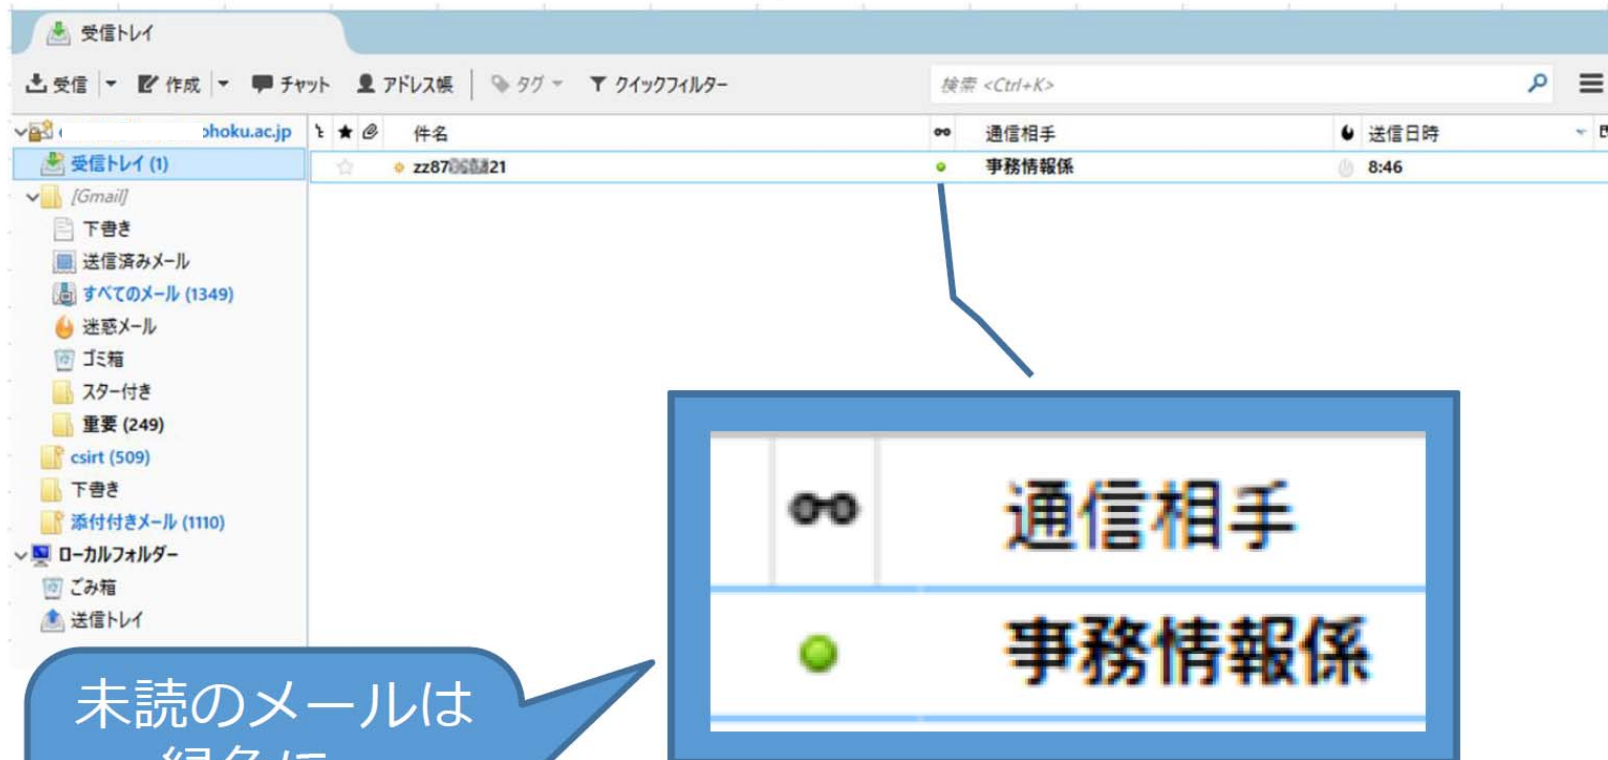 受信トレイ
受信 作成 チャット アドレス帳 タグ クイックフィルター 検索 <Ctrl+K>
ohoku.ac.jp 件名 通信相手 送信日時
受信トレイ (1) zz87 21 事務情報係 8:46
[Gmail]
下書き
送信済みメール
すべてのメール (1349)
迷惑メール
ゴミ箱
スター付き
重要 (249)
csirt (509)
下書き
添付付きメール (1110)
ローカルフォルダー
ごみ箱
送信トレイ
通信相手
事務情報係
未読のメールは
緑色に